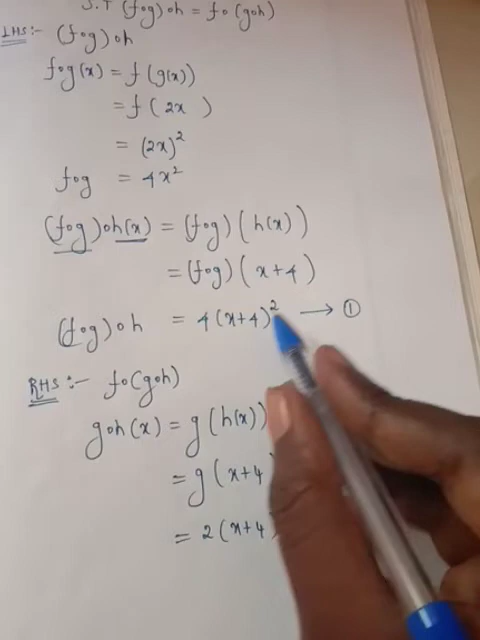 S.T (fog)oh = fo(goh)
LHS:- (fog)oh
fog(x) = f(g(x))
= f(2x)
= (2x)²
fog = 4x²
(fog)oh(x) = (fog)(h(x))
= (fog)(x+4)
(fog)oh = 4(x+4)² → ①
RHS:- fo(goh)
goh(x) = g(h(x))
= g(x+4
= 2(x+4